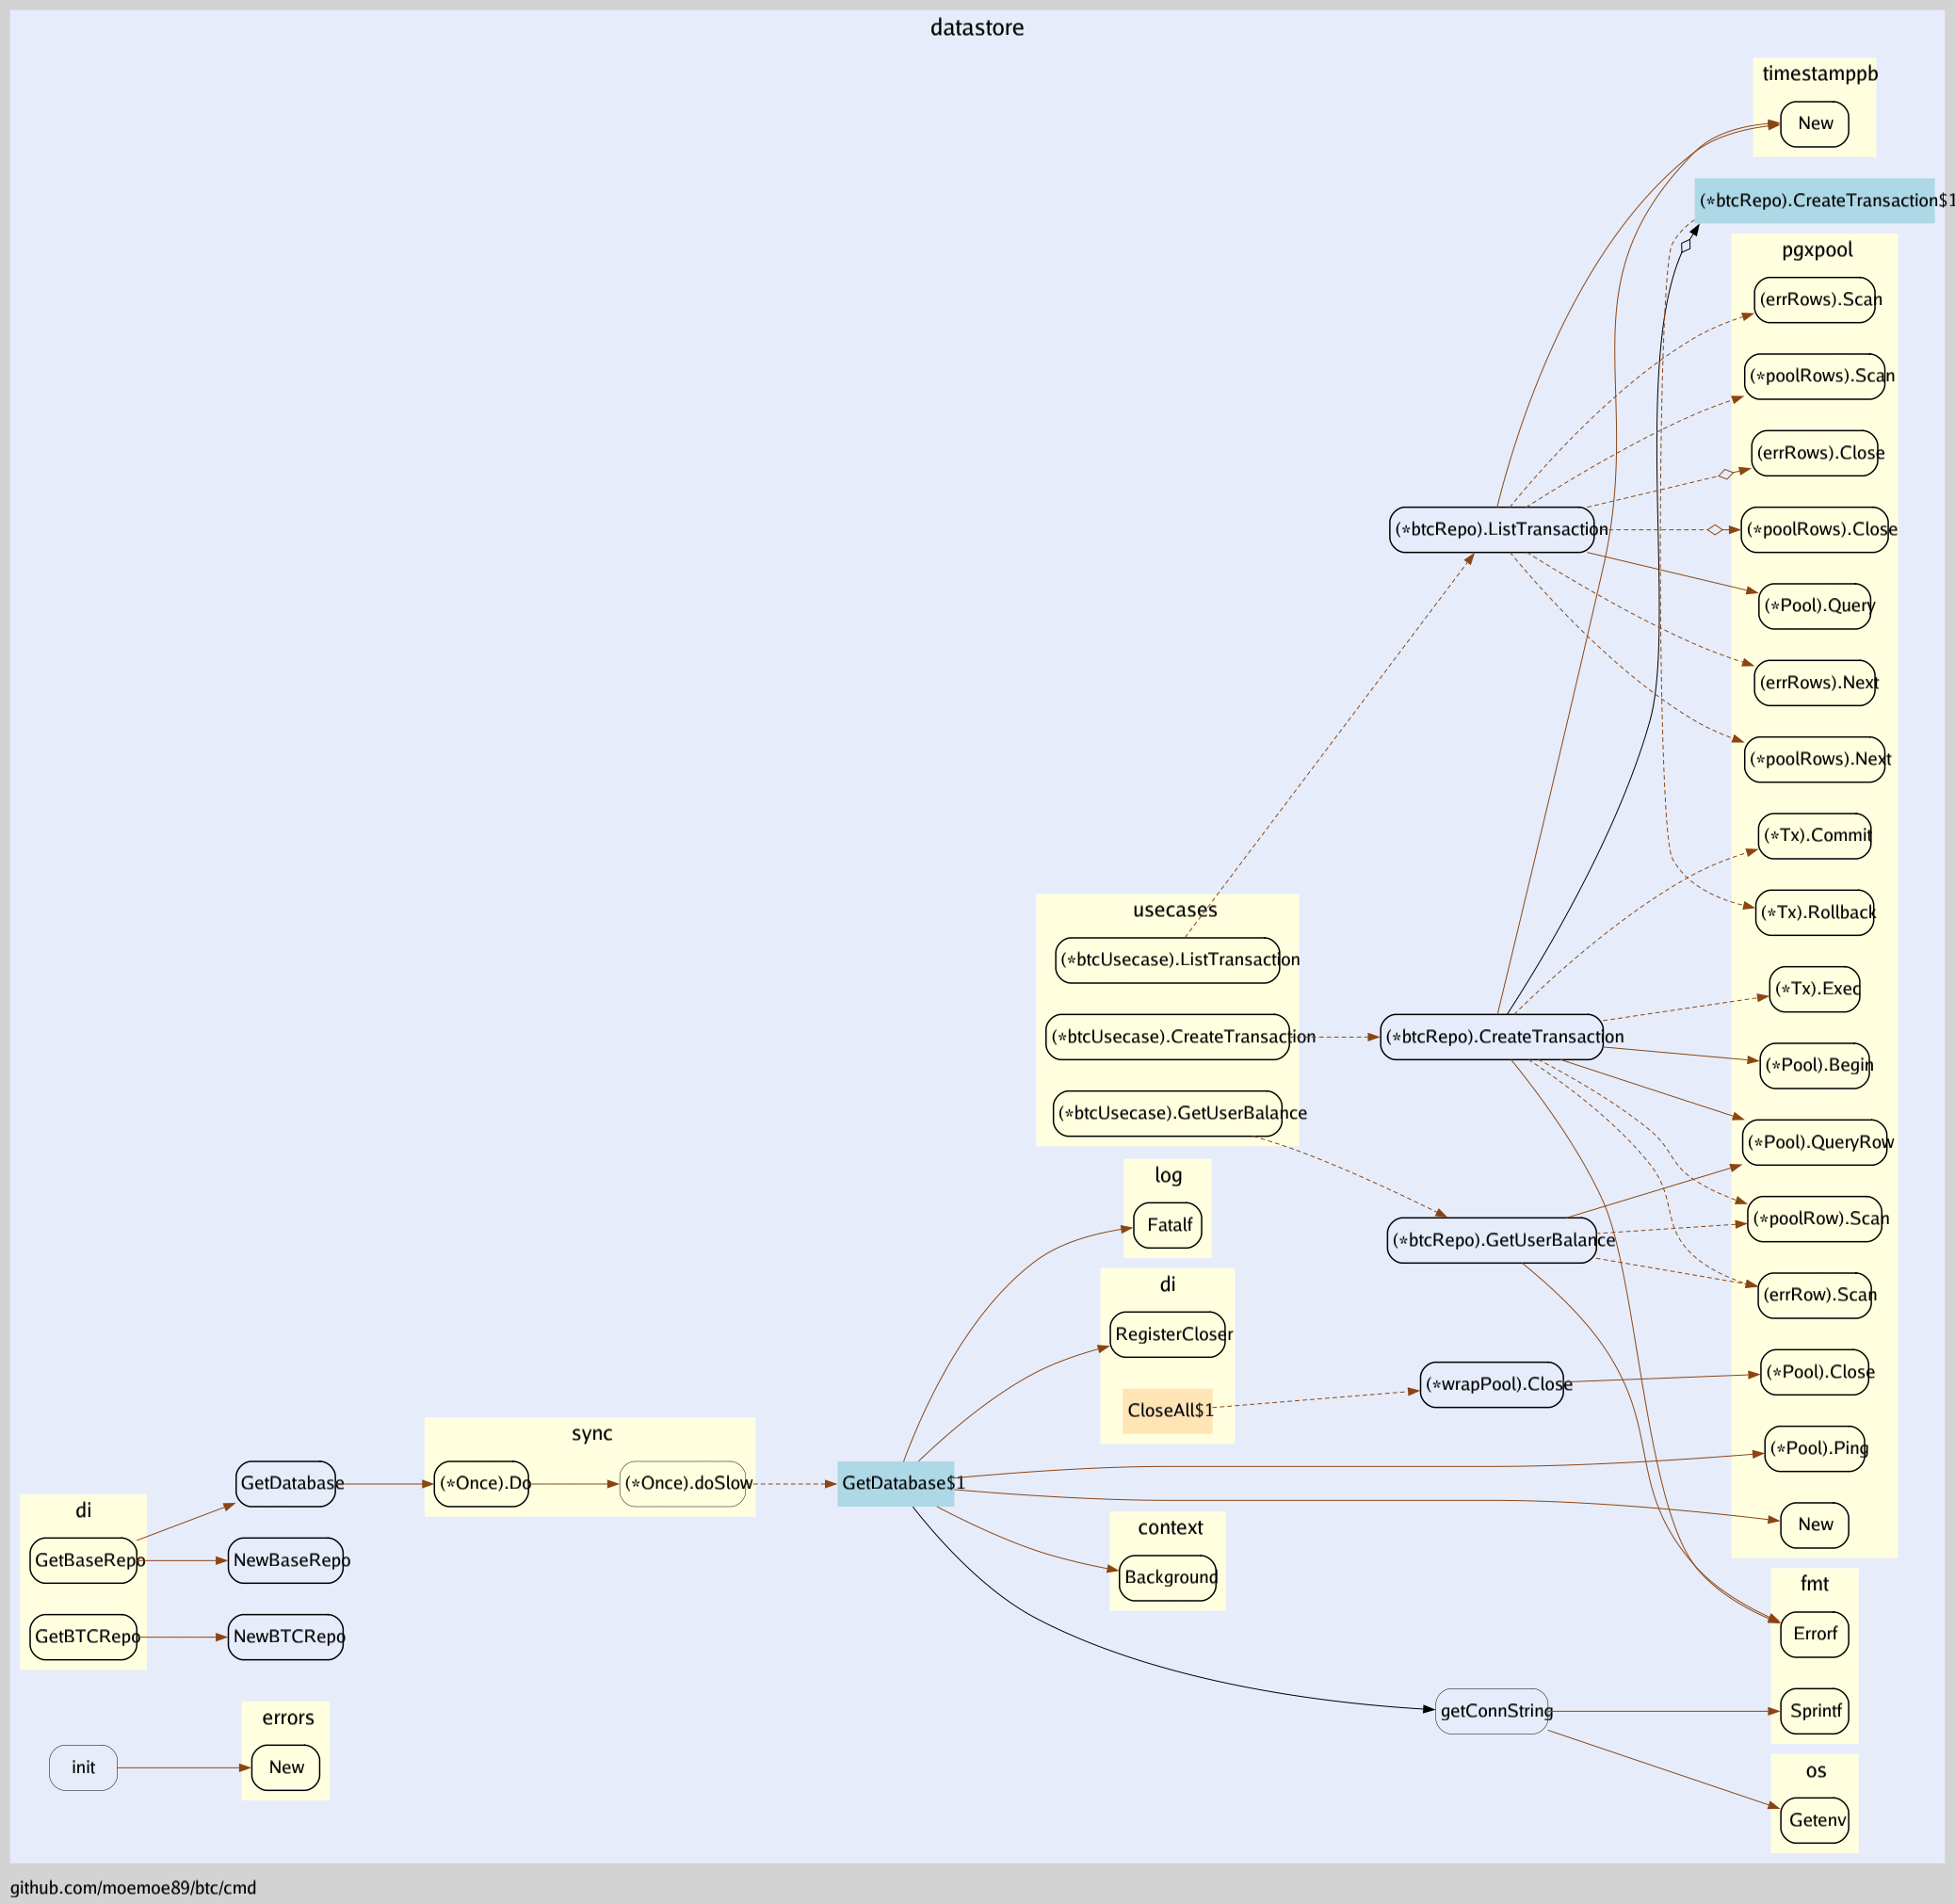 datastore
timestamppb
New
(*btcRepo).CreateTransaction$1
pgxpool
(errRows).Scan
(*poolRows).Scan
(errRows).Close
(*poolRows).Close
(*btcRepo).ListTransaction
(*Pool).Query
(errRows).Next
(*poolRows).Next
(*Tx).Commit
(*Tx).Rollback
usecases
(*btcUsecase).ListTransaction
(*Tx).Exec
(*btcUsecase).CreateTransaction
(*btcRepo).CreateTransaction
(*Pool).Begin
(*btcUsecase).GetUserBalance
(*Pool).QueryRow
log
Fatalf
(*poolRow).Scan
(*btcRepo).GetUserBalance
di
(errRow).Scan
RegisterCloser
(*Pool).Close
(*wrapPool).Close
CloseAll$1
sync
(*Pool).Ping
GetDatabase
(*Once).Do
(*Once).doSlow
GetDatabase$1
di
New
context
GetBaseRepo
NewBaseRepo
Background
fmt
GetBTCRepo
NewBTCRepo
Errorf
errors
getConnString
Sprintf
init
New
os
Getenv
github.com/moemoe89/btc/cmd